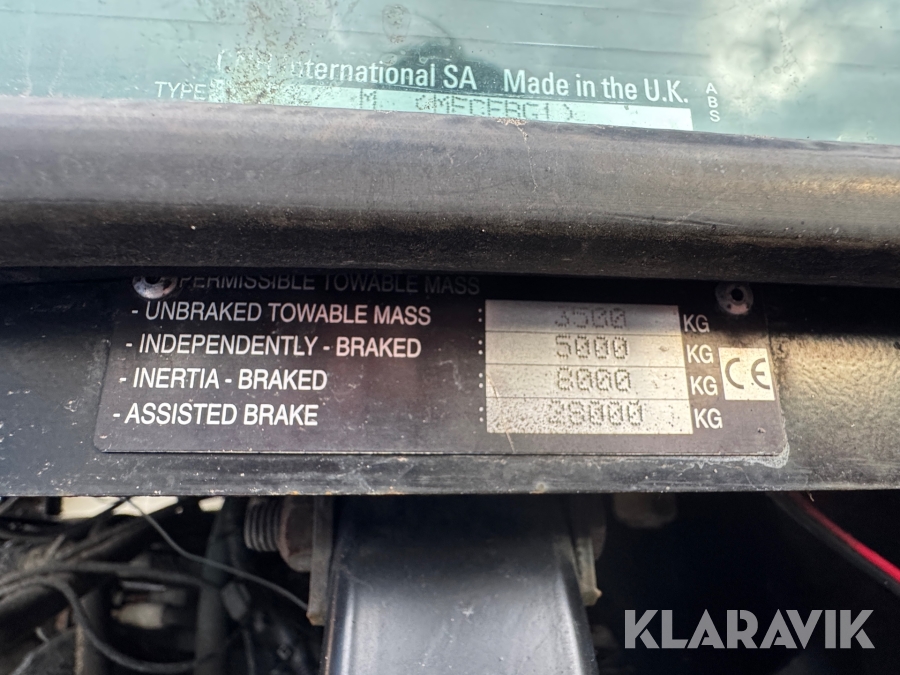 International SA Made in the U.K.
TYPE M (MFCFBG1)
ABS
PERMISSIBLE TOWABLE MASS
- UNBRAKED TOWABLE MASS : 3500 KG
- INDEPENDENTLY - BRAKED : 5000 KG
- INERTIA - BRAKED : 8000 KG CE
- ASSISTED BRAKE : 28000 KG
KLARAVIK